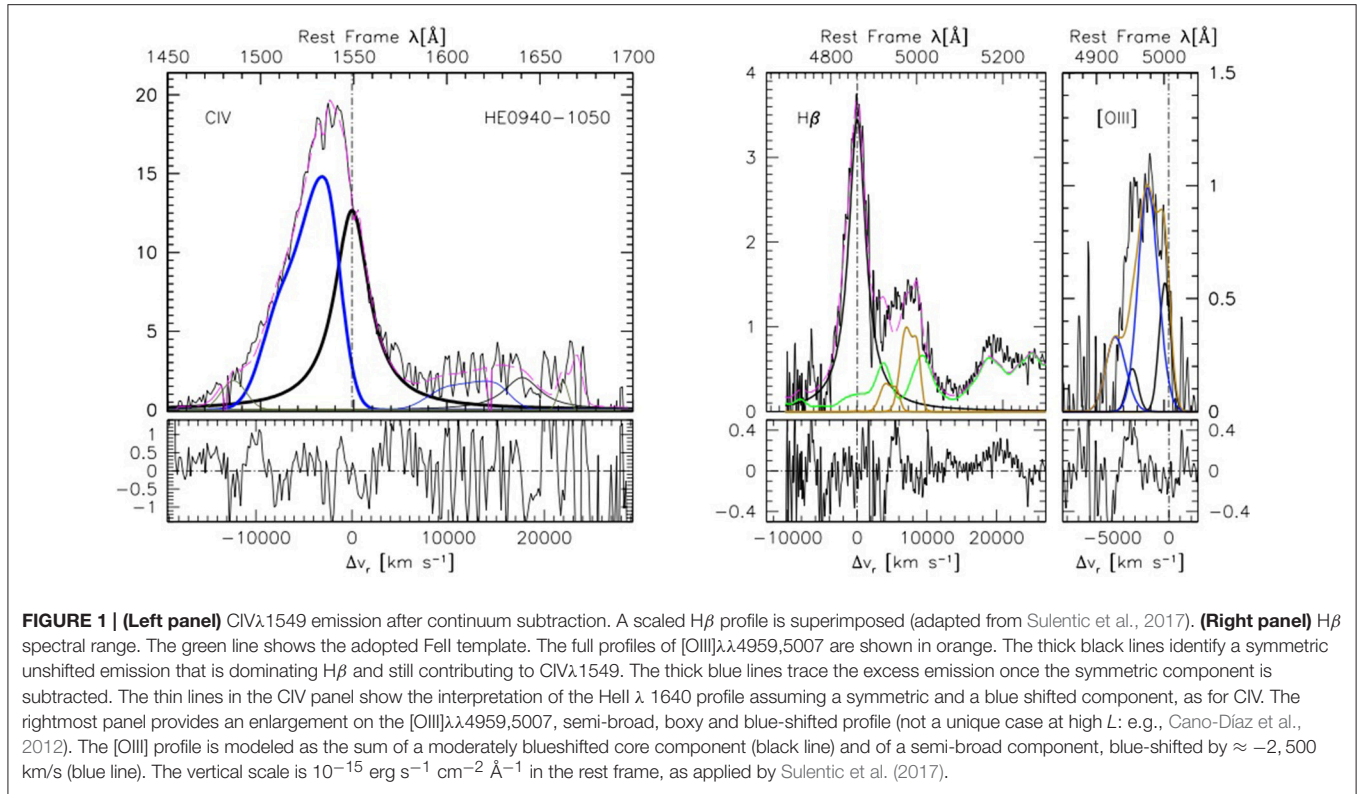 Rest Frame λ[Å]
1450 1500 1550 1600 1650 1700
20
15
10
5
0
CIV
HE0940−1050
1
0.5
0
−0.5
−1
−10000 0 10000 20000
Δv_r [km s⁻¹]
Rest Frame λ[Å]
4800 5000 5200
4
3
2
1
0
Hβ
0.4
0
−0.4
−10000 0 10000 20000
Δv_r [km s⁻¹]
Rest Frame λ[Å]
4900 5000
[OIII]
1.5
1
0.5
0
0.4
0.2
0
−0.2
−0.4
−5000 0
Δv_r [km s⁻¹]
FIGURE 1 | (Left panel) CIVλ1549 emission after continuum subtraction. A scaled Hβ profile is superimposed (adapted from Sulentic et al., 2017). (Right panel) Hβ
spectral range. The green line shows the adopted FeII template. The full profiles of [OIII]λλ4959,5007 are shown in orange. The thick black lines identify a symmetric
unshifted emission that is dominating Hβ and still contributing to CIVλ1549. The thick blue lines trace the excess emission once the symmetric component is
subtracted. The thin lines in the CIV panel show the interpretation of the HeII λ 1640 profile assuming a symmetric and a blue shifted component, as for CIV. The
rightmost panel provides an enlargement on the [OIII]λλ4959,5007, semi-broad, boxy and blue-shifted profile (not a unique case at high L: e.g., Cano-Díaz et al.,
2012). The [OIII] profile is modeled as the sum of a moderately blueshifted core component (black line) and of a semi-broad component, blue-shifted by ≈ −2, 500
km/s (blue line). The vertical scale is 10⁻¹⁵ erg s⁻¹ cm⁻² Å⁻¹ in the rest frame, as applied by Sulentic et al. (2017).